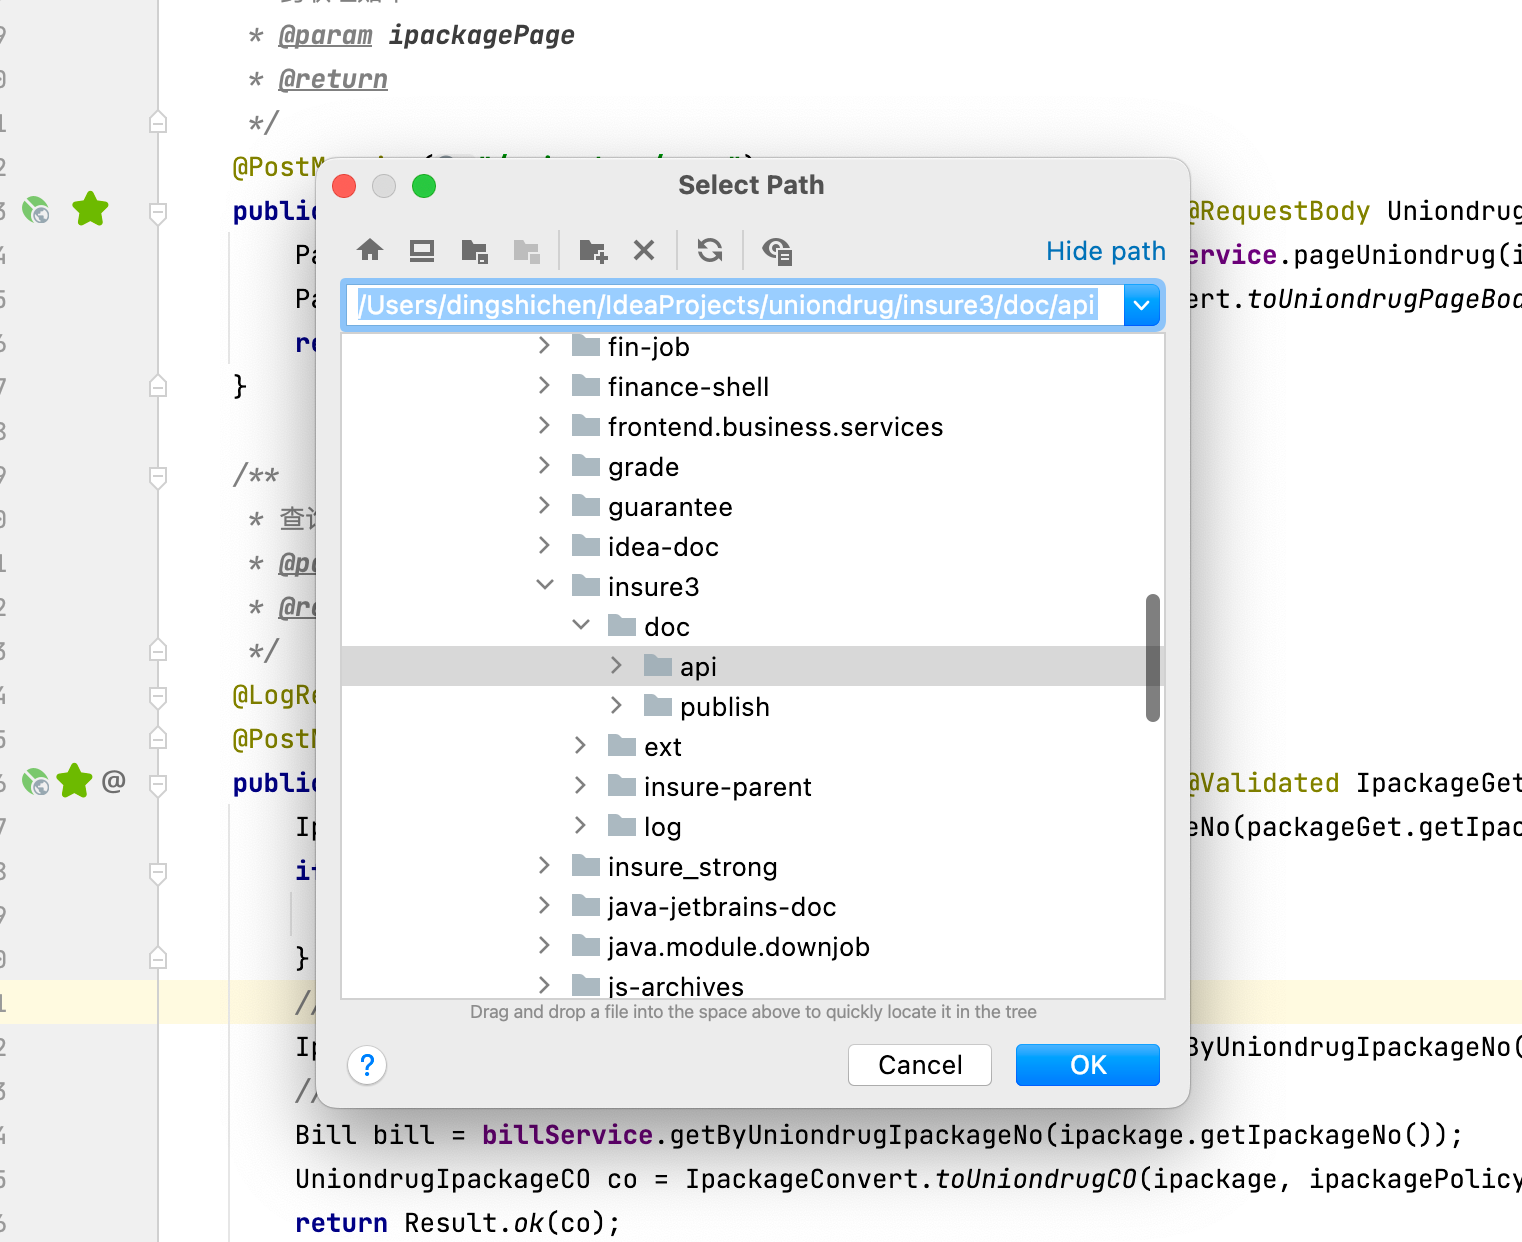 * @param ipackagePage
* @return
*/
@PostM
public
@RequestBody Uniondrug
Pa
ervice.pageUniondrug(i
Pa
ert.toUniondrugPageBod
re
}
/**
* 查询
* @pa
* @re
*/
@LogRe
@PostM
public
@Validated IpackageGet
Ip
eNo(packageGet.getIpac
if
}
//
Ip
ByUniondrugIpackageNo(
//
Bill bill = billService.getByUniondrugIpackageNo(ipackage.getIpackageNo());
UniondrugIpackageCO co = IpackageConvert.toUniondrugCO(ipackage, ipackagePolicy
return Result.ok(co);
Select Path
Hide path
/Users/dingshichen/IdeaProjects/uniondrug/insure3/doc/api
fin-job
finance-shell
frontend.business.services
grade
guarantee
idea-doc
insure3
doc
api
publish
ext
insure-parent
log
insure_strong
java-jetbrains-doc
java.module.downjob
js-archives
Drag and drop a file into the space above to quickly locate it in the tree
?
Cancel
OK